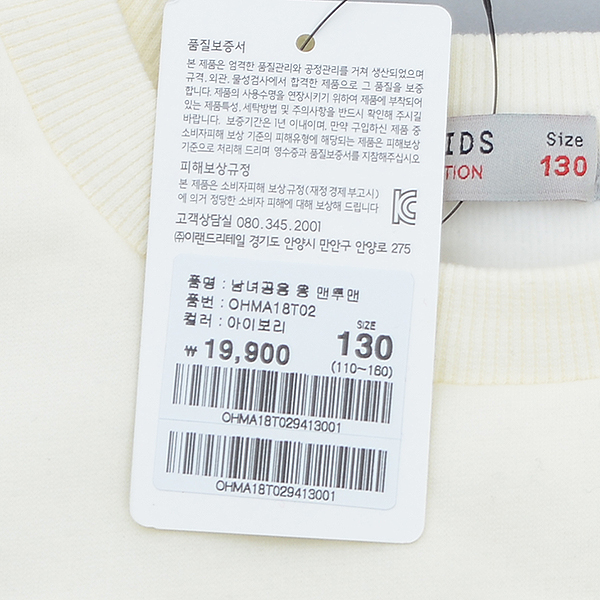 품질보증서
본 제품은 엄격한 품질관리와 공정관리를 거쳐 생산되었으며
규격, 외관, 물성검사에서 합격한 제품으로 그 품질을 보증
합니다. 제품의 사용수명을 연장시키기 위하여 제품에 부착되어
있는 제품특성, 세탁방법 및 주의사항을 반드시 확인해 주시길
바랍니다. 보증기간은 1년 이내이며, 만약 구입하신 제품 중
소비자피해 보상 기준의 피해유형에 해당되는 제품은 피해보상
기준으로 처리해 드리며 영수증과 품질보증서를 지참해주십시오
피해보상규정
본 제품은 소비자피해 보상규정(재정경제부고시)
에 의거 정당한 소비자 피해에 대해 보상해 드립니다
고객상담실 080.345.2001
㈜이랜드리테일 경기도 안양시 만안구 안양로 275
품명 : 남녀공용 옹 맨투맨
품번 : OHMA18T02
컬러 : 아이보리
SIZE
₩ 19,900 130
(110~160)
OHMA18T029413001
OHMA18T029413001
IDS Size
TION 130